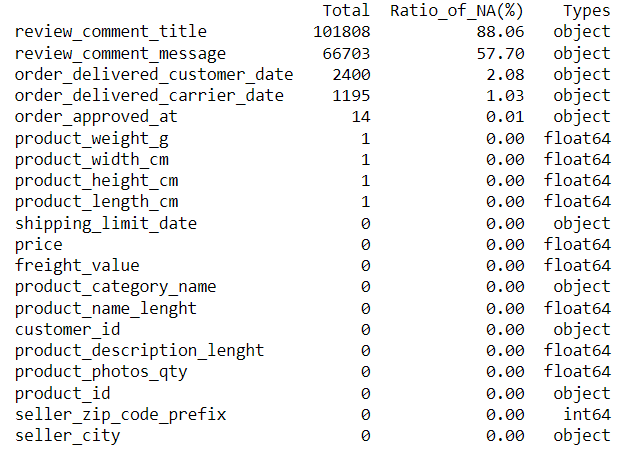 Total Ratio_of_NA(%) Types
review_comment_title 101808 88.06 object
review_comment_message 66703 57.70 object
order_delivered_customer_date 2400 2.08 object
order_delivered_carrier_date 1195 1.03 object
order_approved_at 14 0.01 object
product_weight_g 1 0.00 float64
product_width_cm 1 0.00 float64
product_height_cm 1 0.00 float64
product_length_cm 1 0.00 float64
shipping_limit_date 0 0.00 object
price 0 0.00 float64
freight_value 0 0.00 float64
product_category_name 0 0.00 object
product_name_lenght 0 0.00 float64
customer_id 0 0.00 object
product_description_lenght 0 0.00 float64
product_photos_qty 0 0.00 float64
product_id 0 0.00 object
seller_zip_code_prefix 0 0.00 int64
seller_city 0 0.00 object